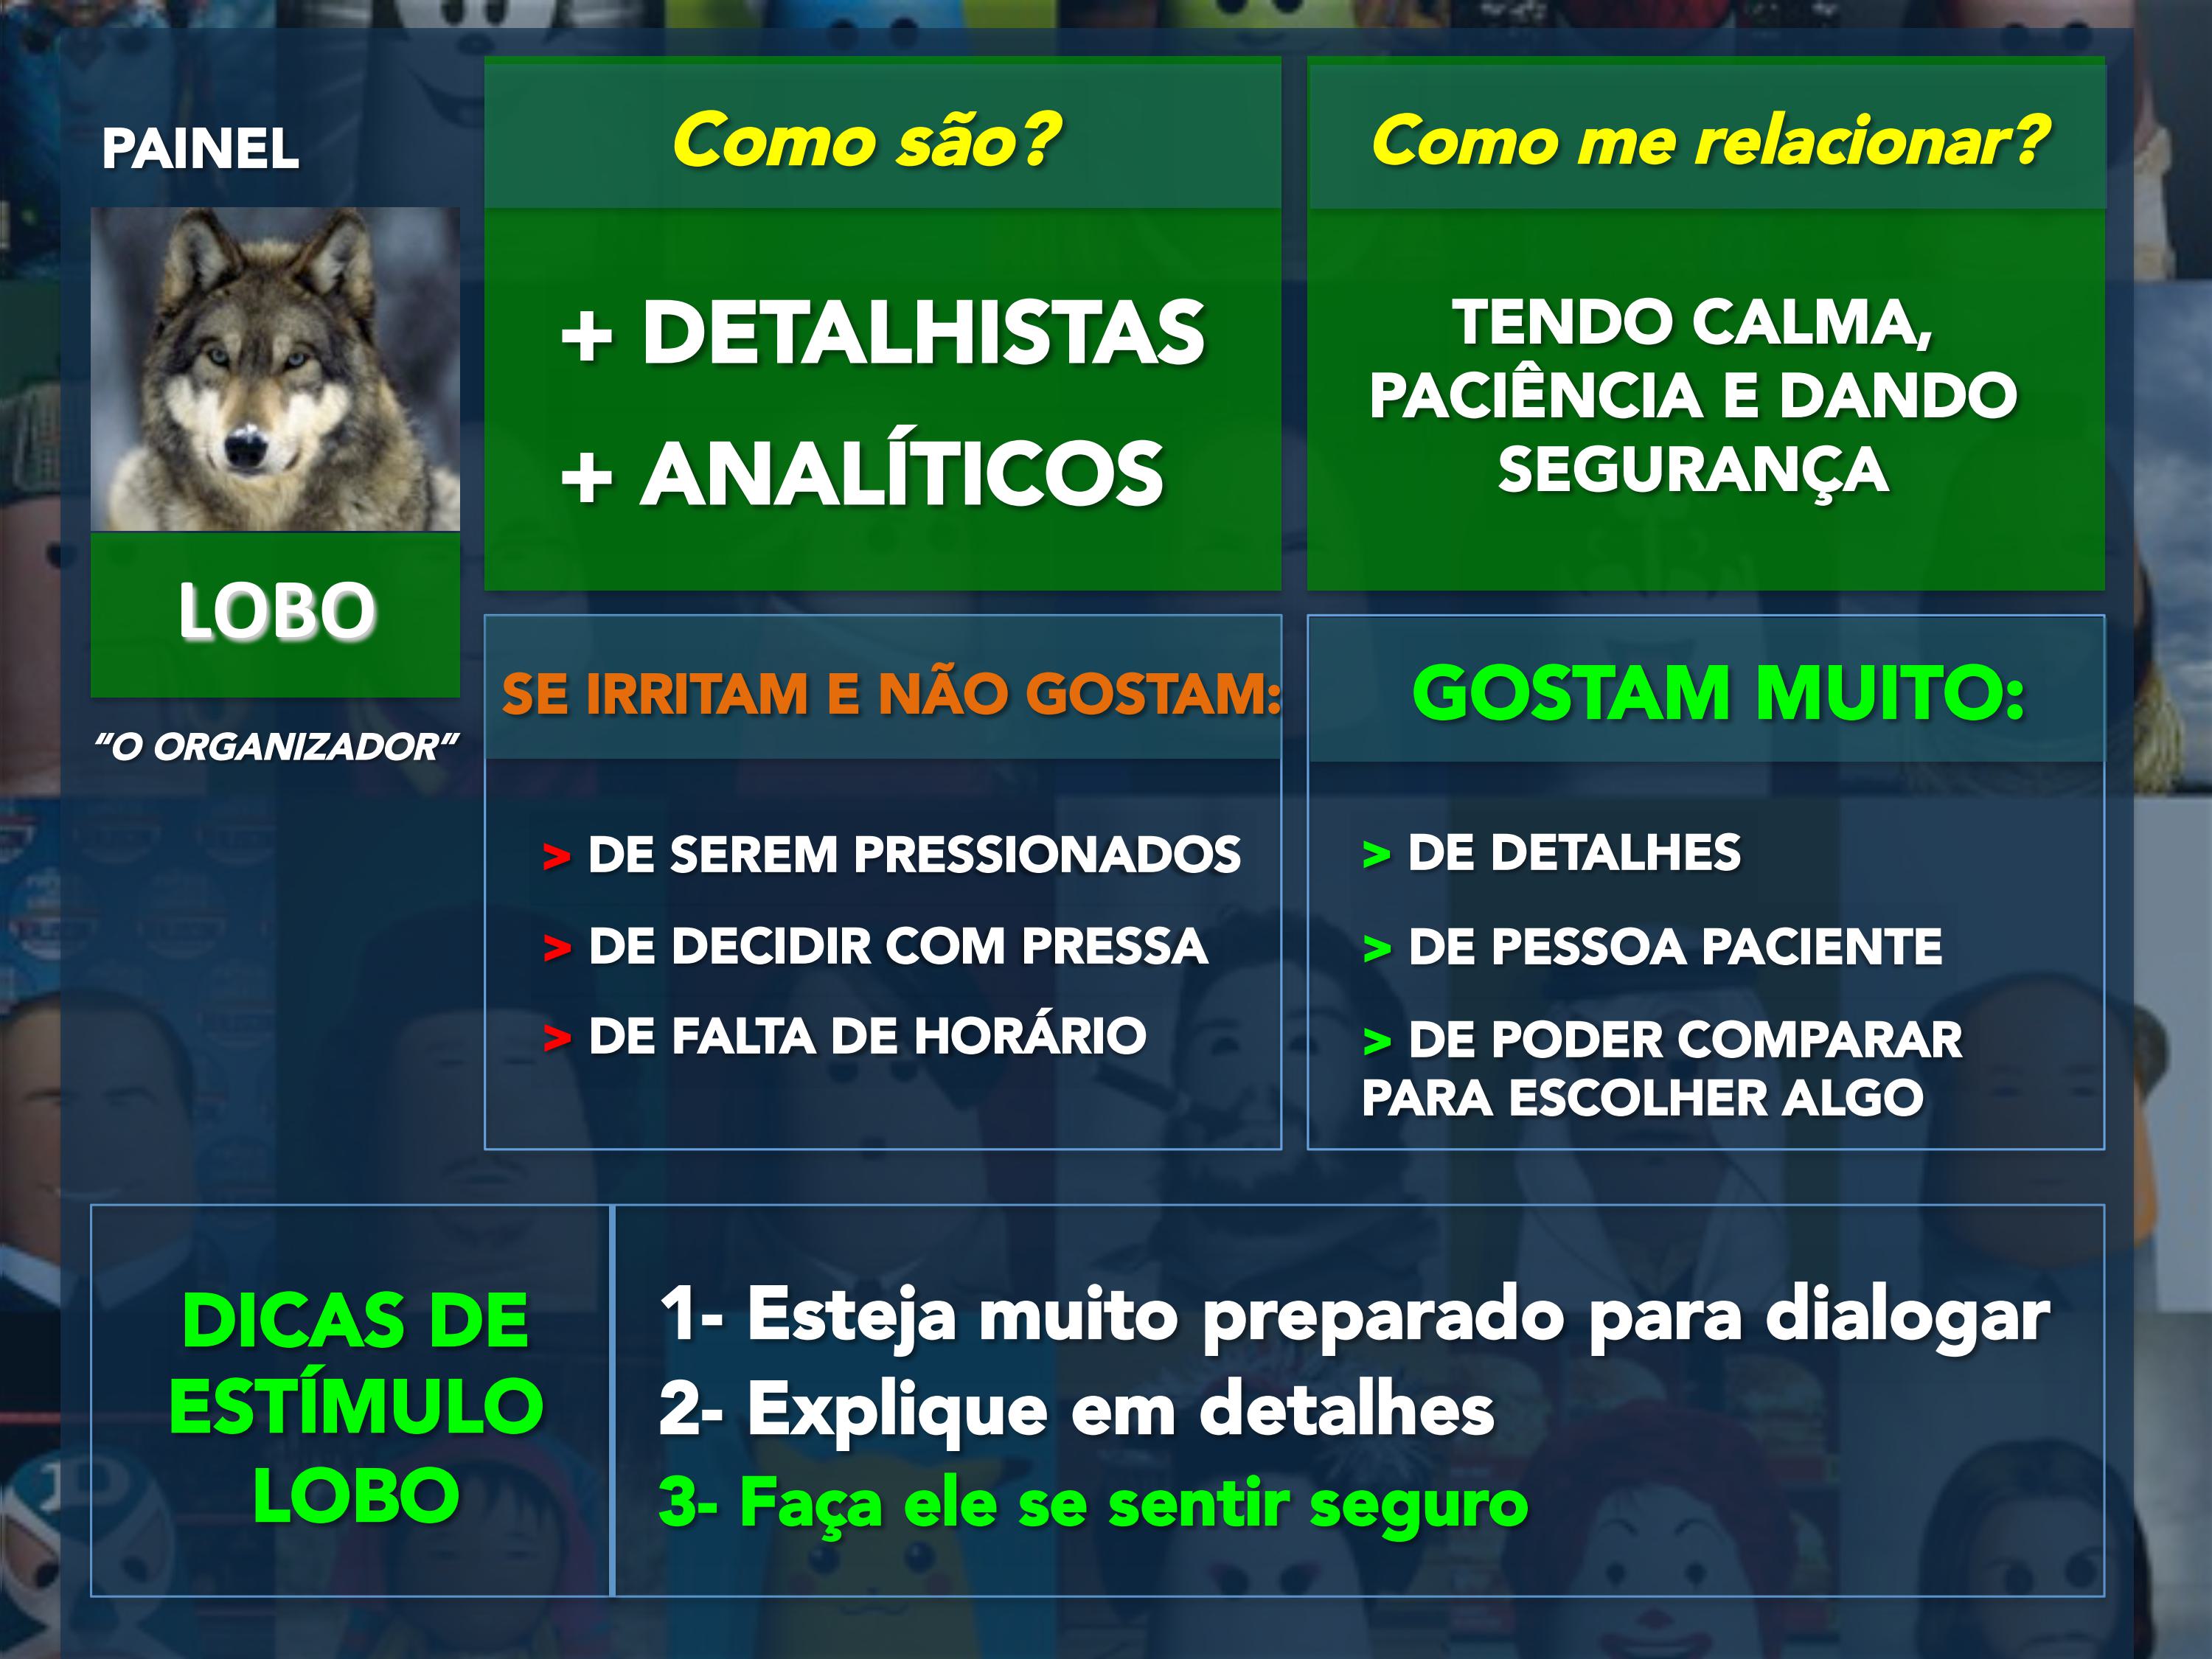 PAINEL
LOBO
"O ORGANIZADOR"
Como são?
+ DETALHISTAS
+ ANALÍTICOS
Como me relacionar?
TENDO CALMA,
PACIÊNCIA E DANDO
SEGURANÇA
SE IRRITAM E NÃO GOSTAM:
> DE SEREM PRESSIONADOS
> DE DECIDIR COM PRESSA
> DE FALTA DE HORÁRIO
GOSTAM MUITO:
> DE DETALHES
> DE PESSOA PACIENTE
> DE PODER COMPARAR
PARA ESCOLHER ALGO
DICAS DE
ESTÍMULO
LOBO
1- Esteja muito preparado para dialogar
2- Explique em detalhes
3- Faça ele se sentir seguro